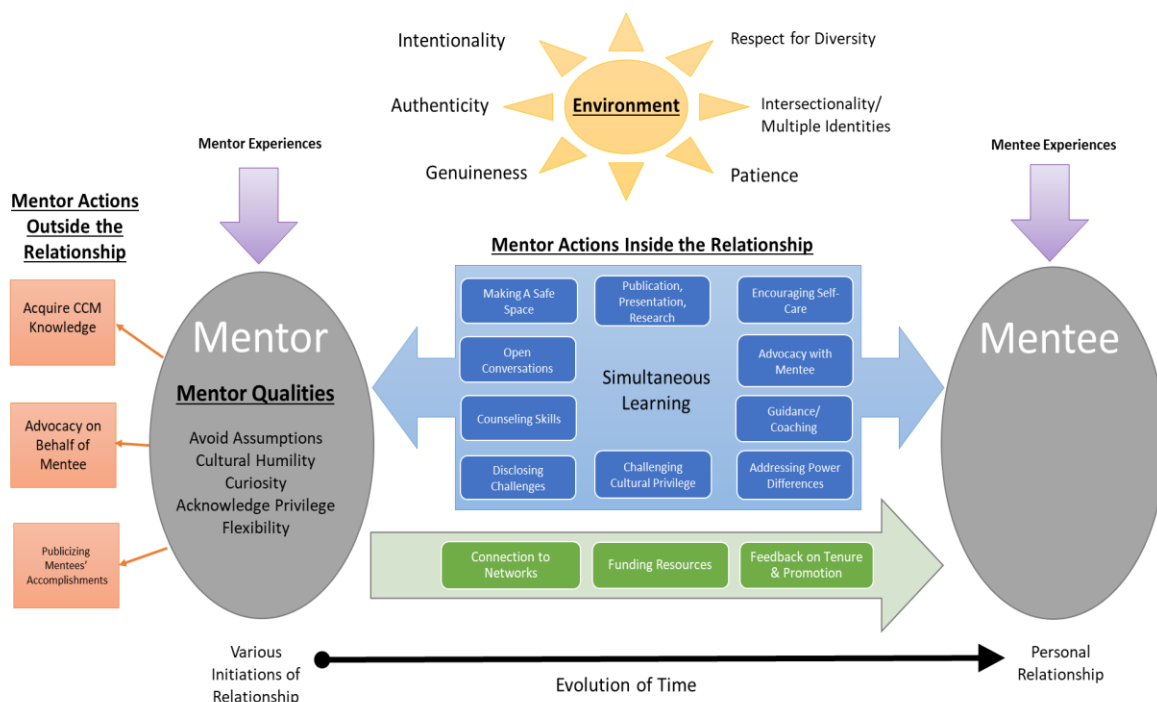 Intentionality
Authenticity
Genuineness
Environment
Respect for Diversity
Intersectionality/
Multiple Identities
Patience
Mentor Experiences
Mentee Experiences
Mentor Actions
Outside the
Relationship
Acquire CCM
Knowledge
Advocacy on
Behalf of
Mentee
Publicizing
Mentees'
Accomplishments
Mentor
Mentor Qualities
Avoid Assumptions
Cultural Humility
Curiosity
Acknowledge Privilege
Flexibility
Mentor Actions Inside the Relationship
Making A Safe
Space
Publication,
Presentation,
Research
Encouraging Self-
Care
Open
Conversations
Simultaneous
Learning
Advocacy with
Mentee
Counseling Skills
Guidance/
Coaching
Disclosing
Challenges
Challenging
Cultural Privilege
Addressing Power
Differences
Connection to
Networks
Funding Resources
Feedback on Tenure
& Promotion
Mentee
Various
Initiations of
Relationship
Evolution of Time
Personal
Relationship